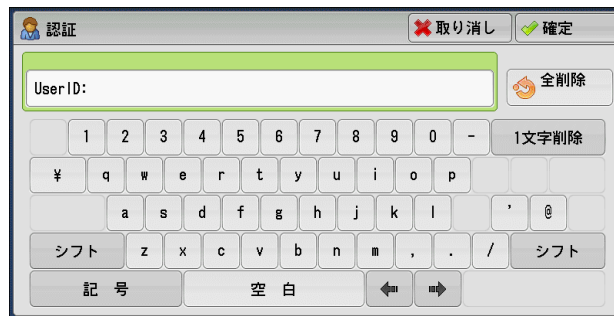 認証 取り消し 確定
UserID: 全削除
1 2 3 4 5 6 7 8 9 0 - 1文字削除
¥ q w e r t y u i o p
a s d f g h j k l ' @
シフト z x c v b n m , . / シフト
記 号 空 白